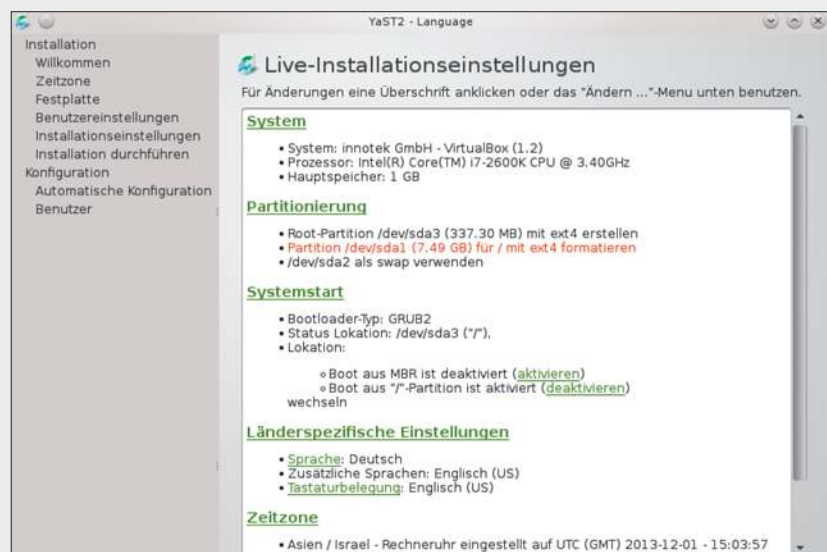 YaST2 - Language
Installation
Willkommen
Zeitzone
Festplatte
Benutzereinstellungen
Installationseinstellungen
Installation durchführen
Konfiguration
Automatische Konfiguration
Benutzer
Live-Installationseinstellungen
Für Änderungen eine Überschrift anklicken oder das "Ändern ..."-Menu unten benutzen.
System
• System: innotek GmbH - VirtualBox (1.2)
• Prozessor: Intel(R) Core(TM) i7-2600K CPU @ 3,40GHz
• Hauptspeicher: 1 GB
Partitionierung
• Root-Partition /dev/sda3 (337.30 MB) mit ext4 erstellen
• Partition /dev/sda1 (7.49 GB) für / mit ext4 formatieren
• /dev/sda2 als swap verwenden
Systemstart
• Bootloader-Typ: GRUB2
• Status Lokation: /dev/sda3 ("/"),
• Lokation:
◦ Boot aus MBR ist deaktiviert (aktivieren)
◦ Boot aus "/"-Partition ist aktiviert (deaktivieren)
wechseln
Länderspezifische Einstellungen
• Sprache: Deutsch
• Zusätzliche Sprachen: Englisch (US)
• Tastaturbelegung: Englisch (US)
Zeitzone
• Asien / Israel - Rechneruhr eingestellt auf UTC (GMT) 2013-12-01 - 15:03:57